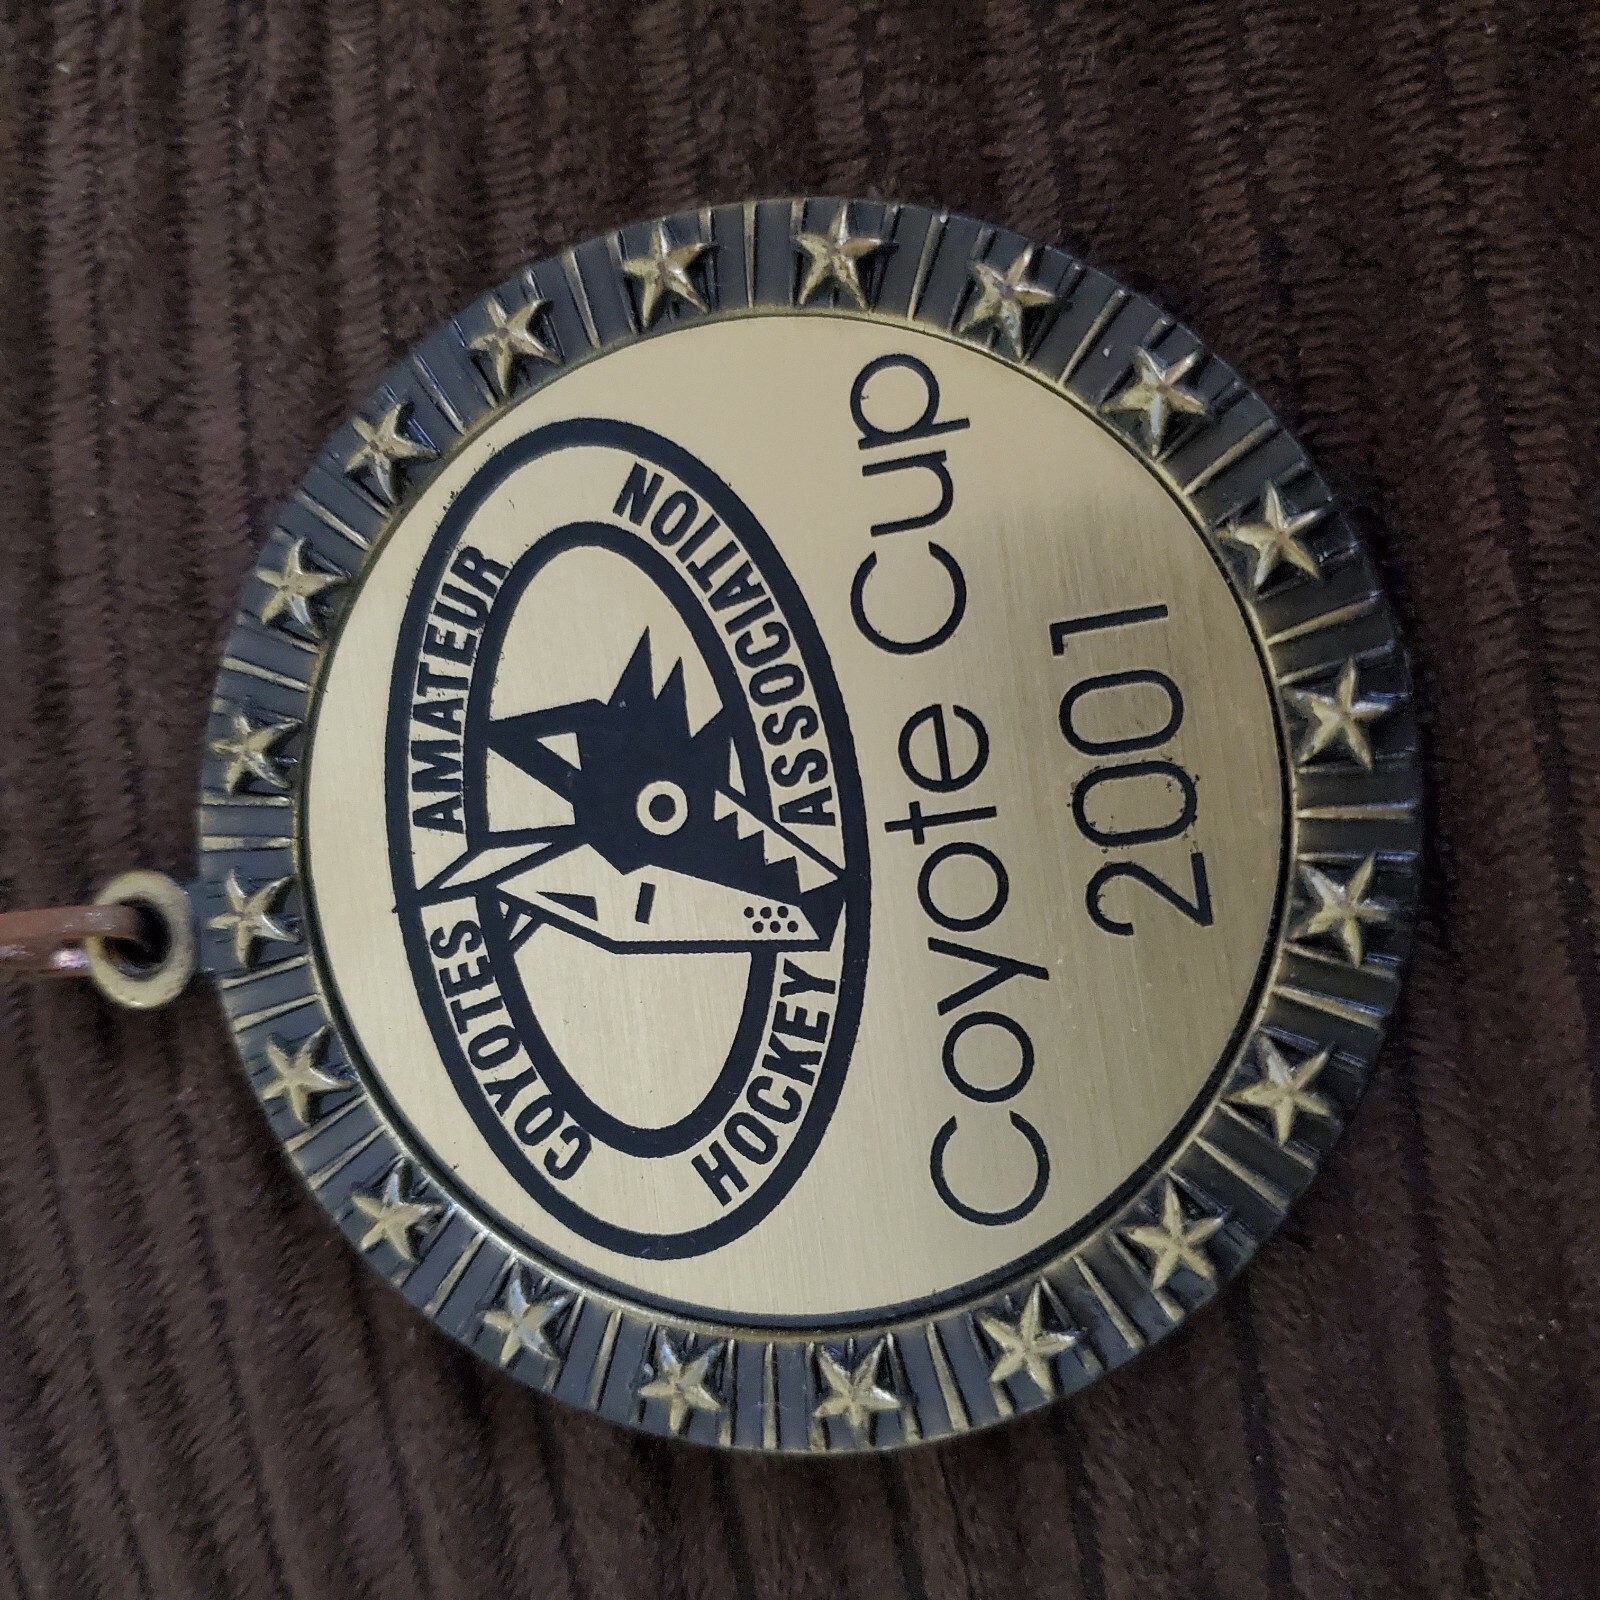 COYOTES AMATEUR
HOCKEY ASSOCIATION
Coyote Cup
2001